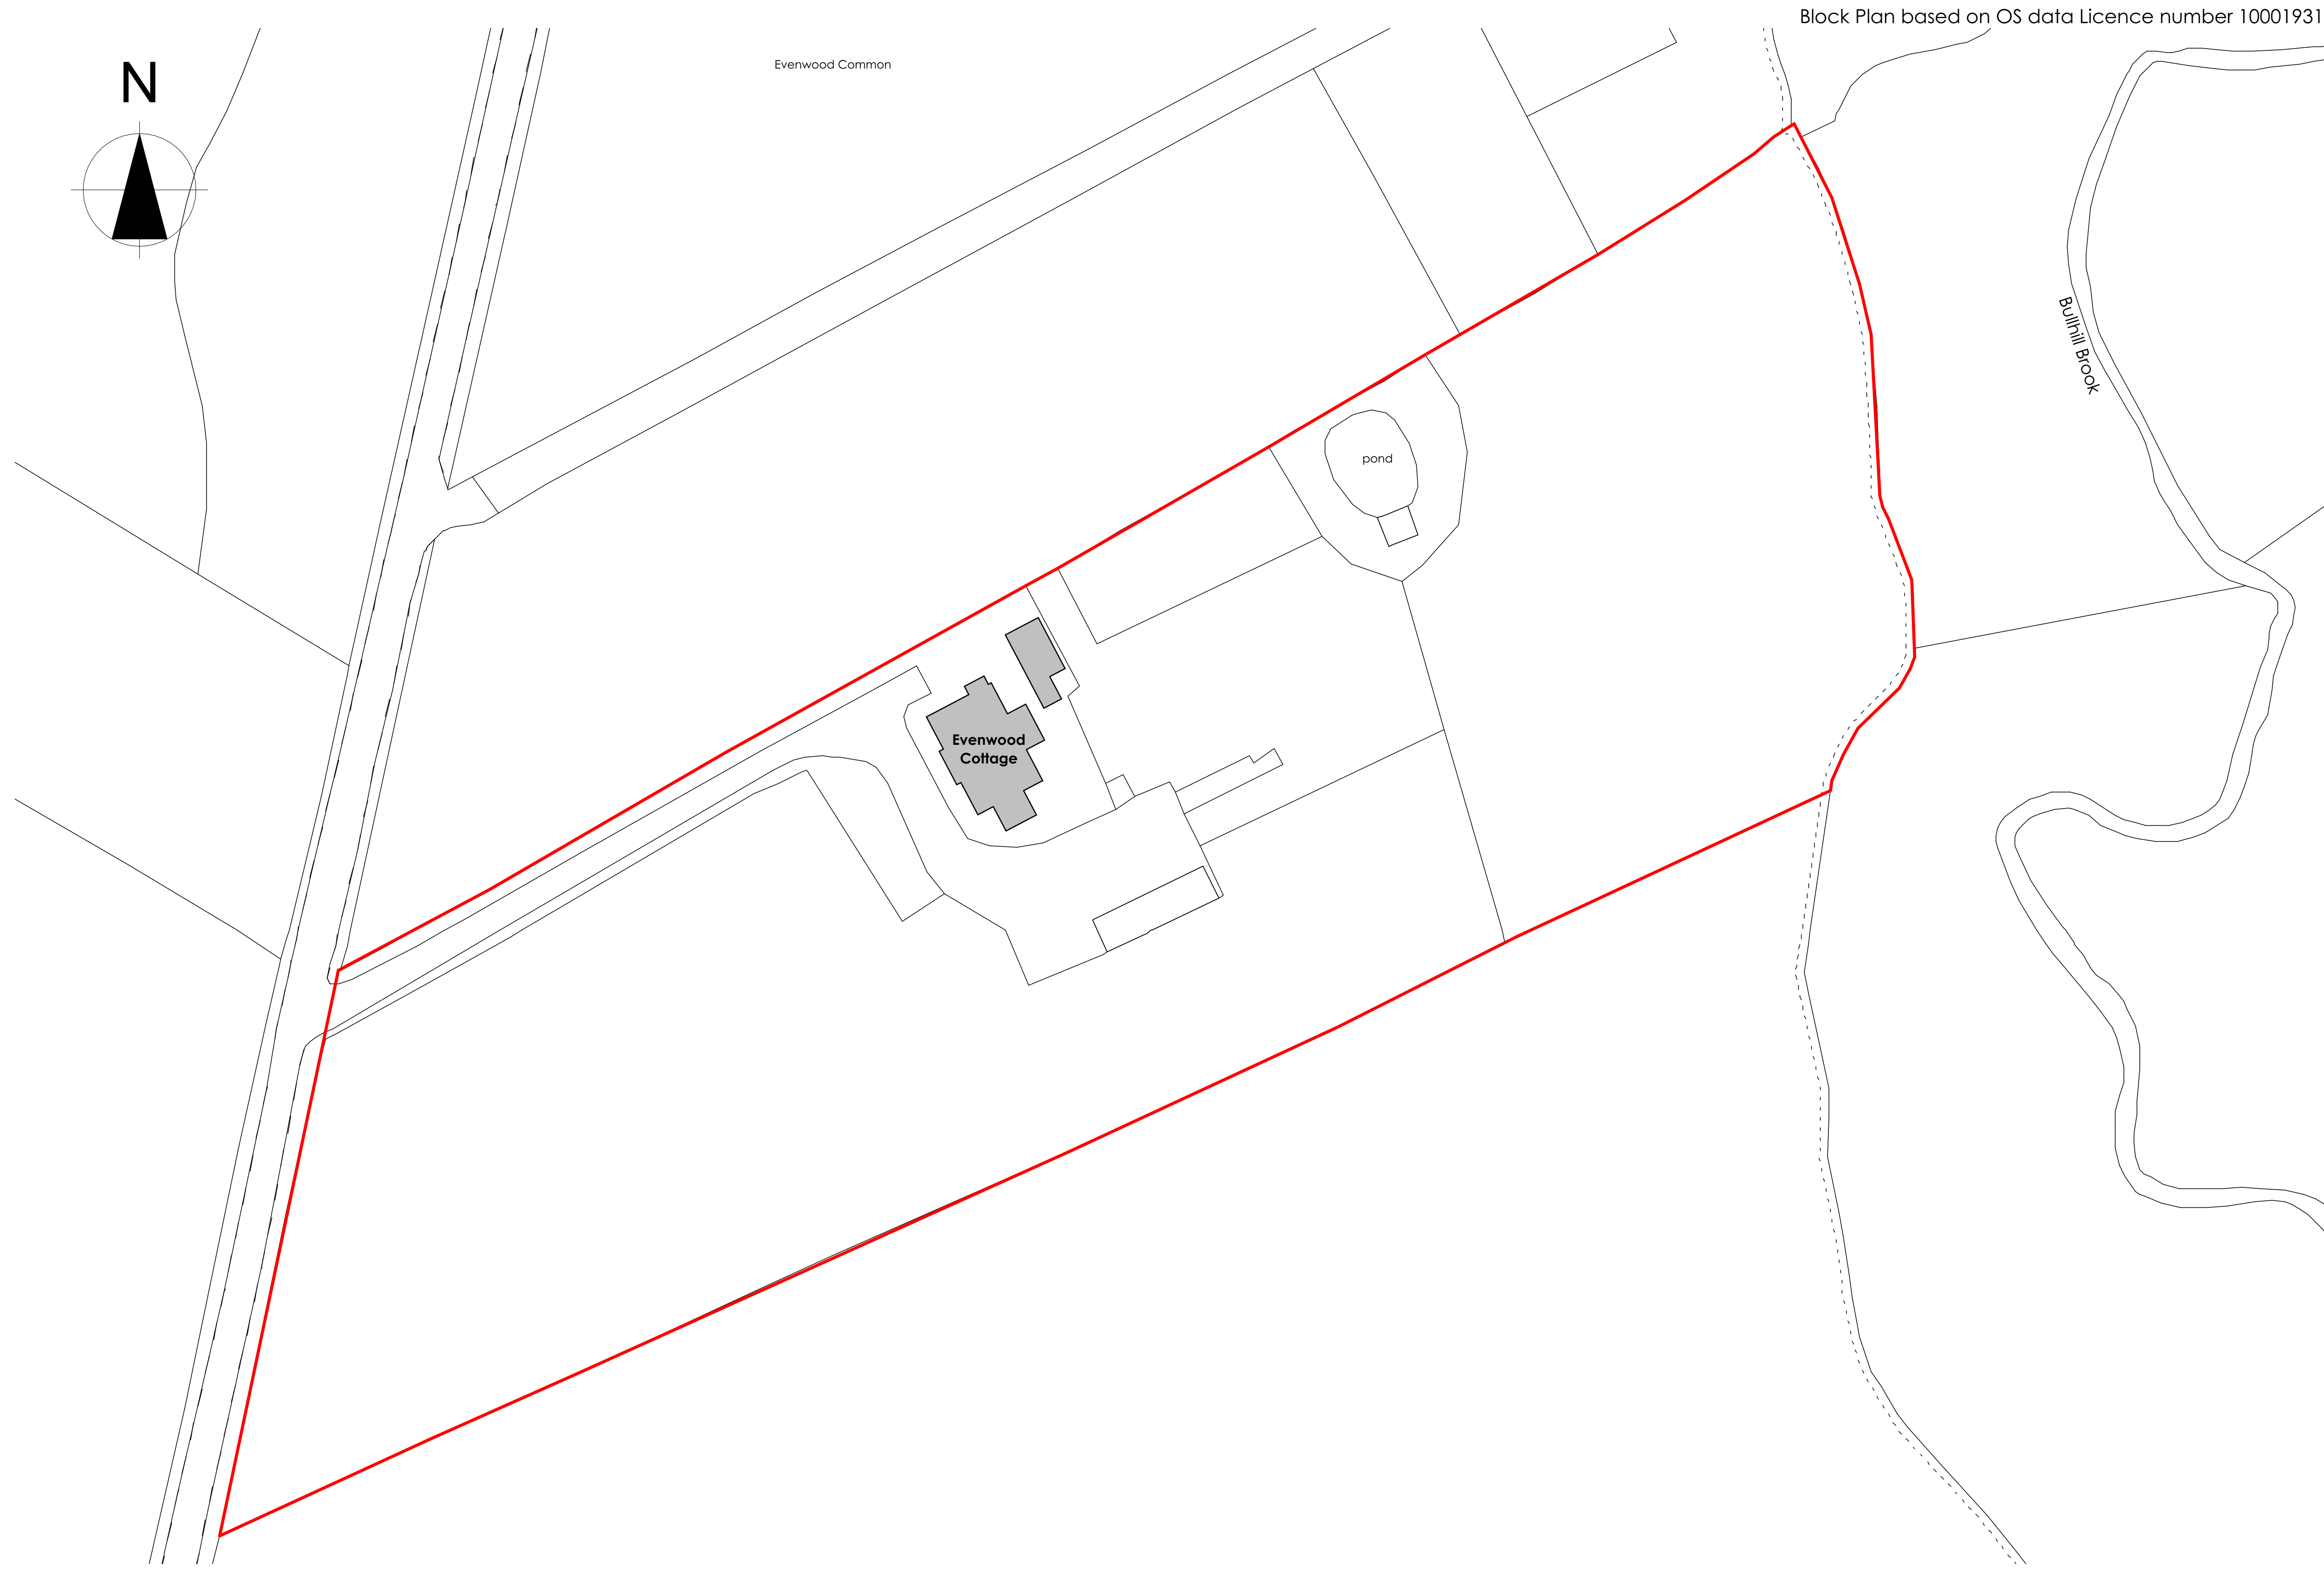 Block Plan based on OS data Licence number 10001931
N
Evenwood Common
Bullhill Brook
pond
Evenwood
Cottage